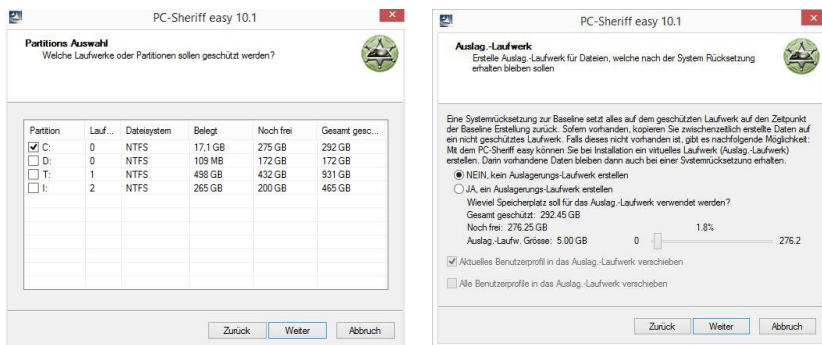 PC-Sheriff easy 10.1
Partitions Auswahl
Welche Laufwerke oder Partitionen sollen geschützt werden?
Partition Lauf... Dateisystem Belegt Noch frei Gesamt gesc...
C: 0 NTFS 17,1 GB 275 GB 292 GB
D: 0 NTFS 109 MB 172 GB 172 GB
T: 1 NTFS 498 GB 432 GB 931 GB
I: 2 NTFS 265 GB 200 GB 465 GB
Zurück Weiter Abbruch
PC-Sheriff easy 10.1
Auslag.-Laufwerk
Erstelle Auslag.-Laufwerk für Dateien, welche nach der System Rücksetzung
erhalten bleiben sollen
Eine Systemrücksetzung zur Baseline setzt alles auf dem geschützten Laufwerk auf den Zeitpunkt
der Baseline Erstellung zurück. Sofern vorhanden, kopieren Sie zwischenzeitlich erstellte Daten auf
ein nicht geschütztes Laufwerk. Falls dieses nicht vorhanden ist, gibt es nachfolgende Möglichkeit:
Mit dem PC-Sheriff easy können Sie bei Installation ein virtuelles Laufwerk (Auslag.-Laufwerk)
erstellen. Darin vorhandene Daten bleiben dann auch bei einer Systemrücksetzung erhalten.
NEIN, kein Auslagerungs-Laufwerk erstellen
JA, ein Auslagerungs-Laufwerk erstellen
Wieviel Speicherplatz soll für das Auslag.-Laufwerk verwendet werden?
Gesamt geschützt: 292.45 GB
Noch frei: 276.25 GB 1.8%
Auslag.-Laufw. Grösse: 5.00 GB 0 276.2
Aktuelles Benutzerprofil in das Auslag.-Laufwerk verschieben
Alle Benutzerprofile in das Auslag.-Laufwerk verschieben
Zurück Weiter Abbruch